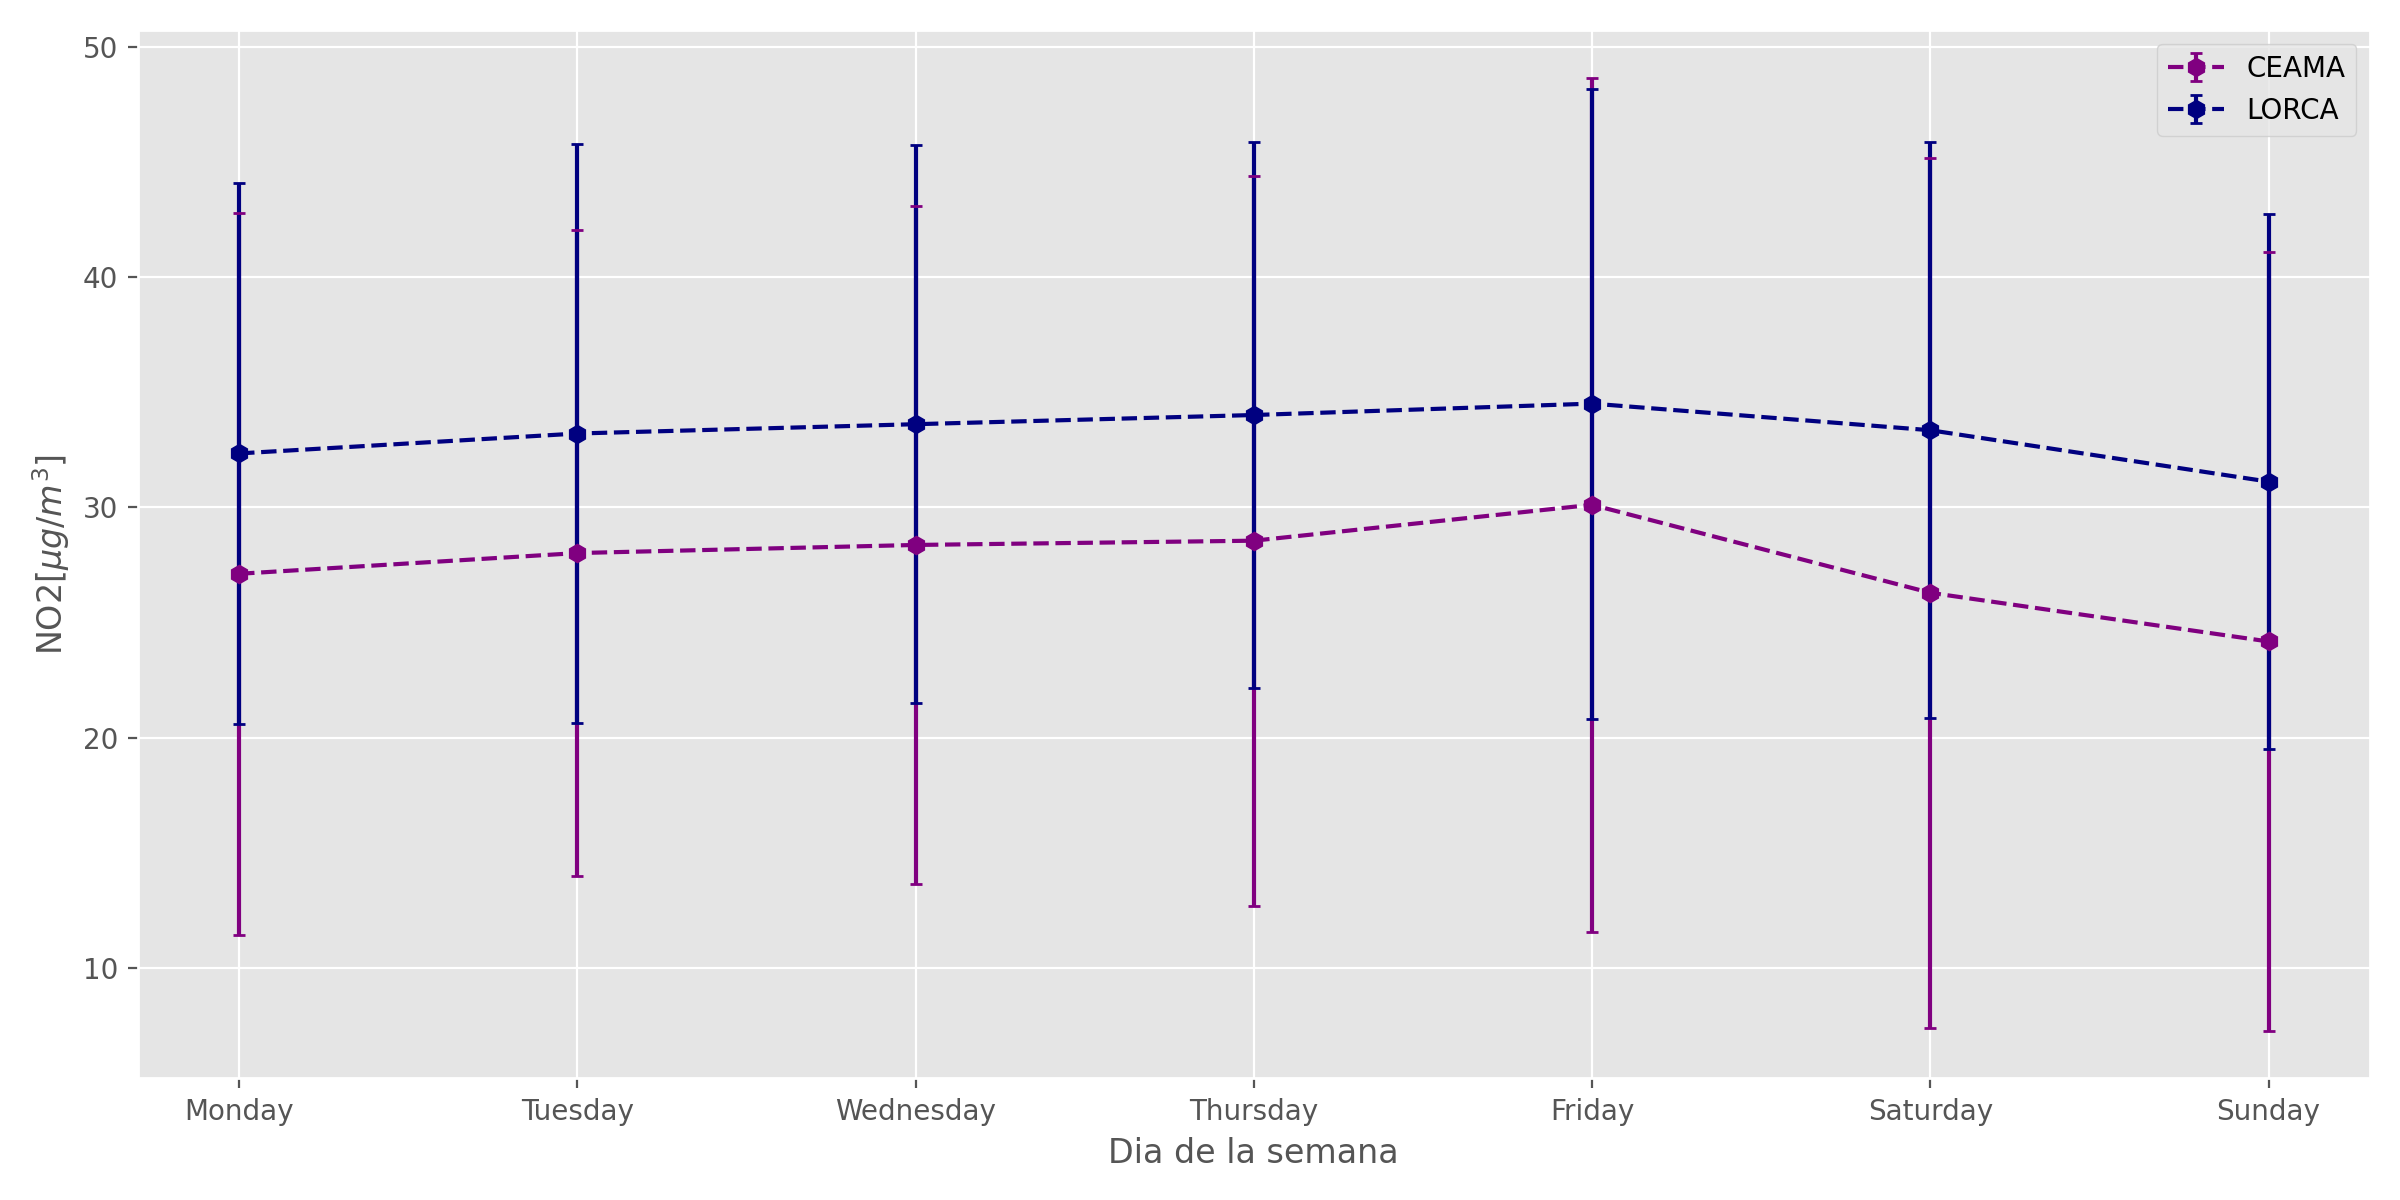 CEAMA
LORCA
50
40
30
20
10
NO2[μg/m³]
Monday Tuesday Wednesday Thursday Friday Saturday Sunday
Dia de la semana